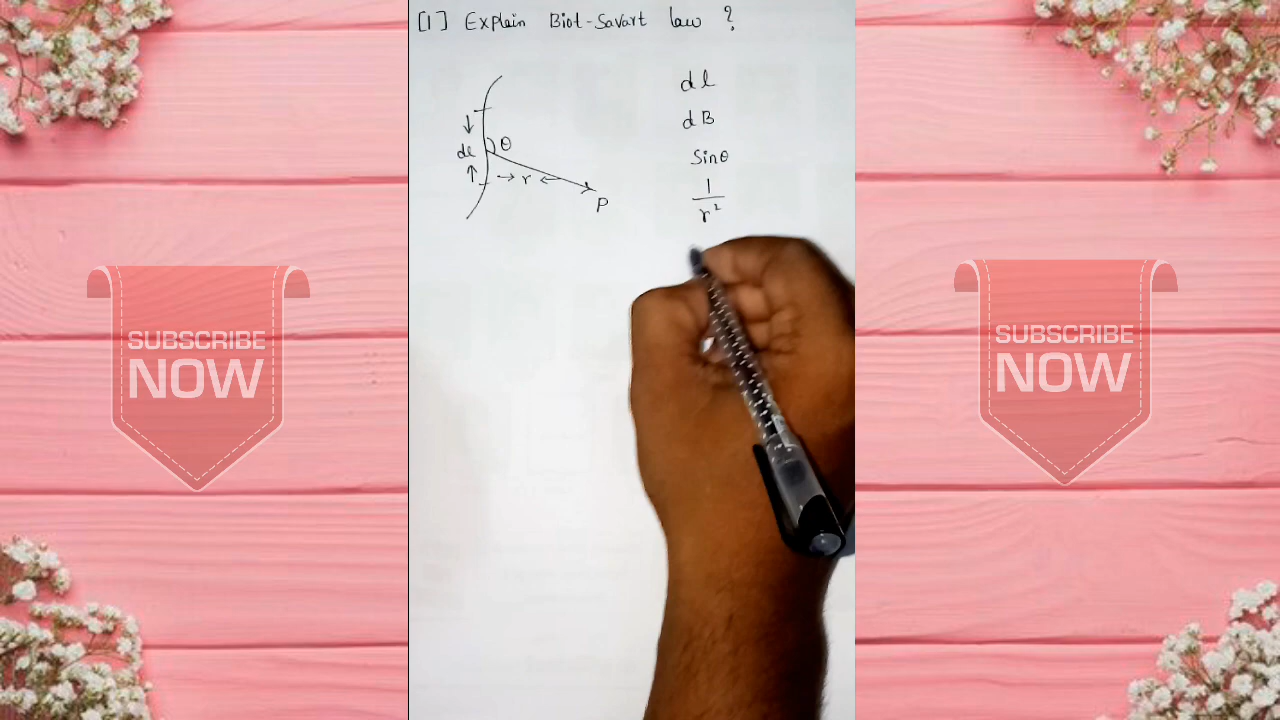 [1] Explain Biot-Savart law ?
dl
θ
r
P
dl
dB
Sinθ
1
r²
SUBSCRIBE
NOW
SUBSCRIBE
NOW